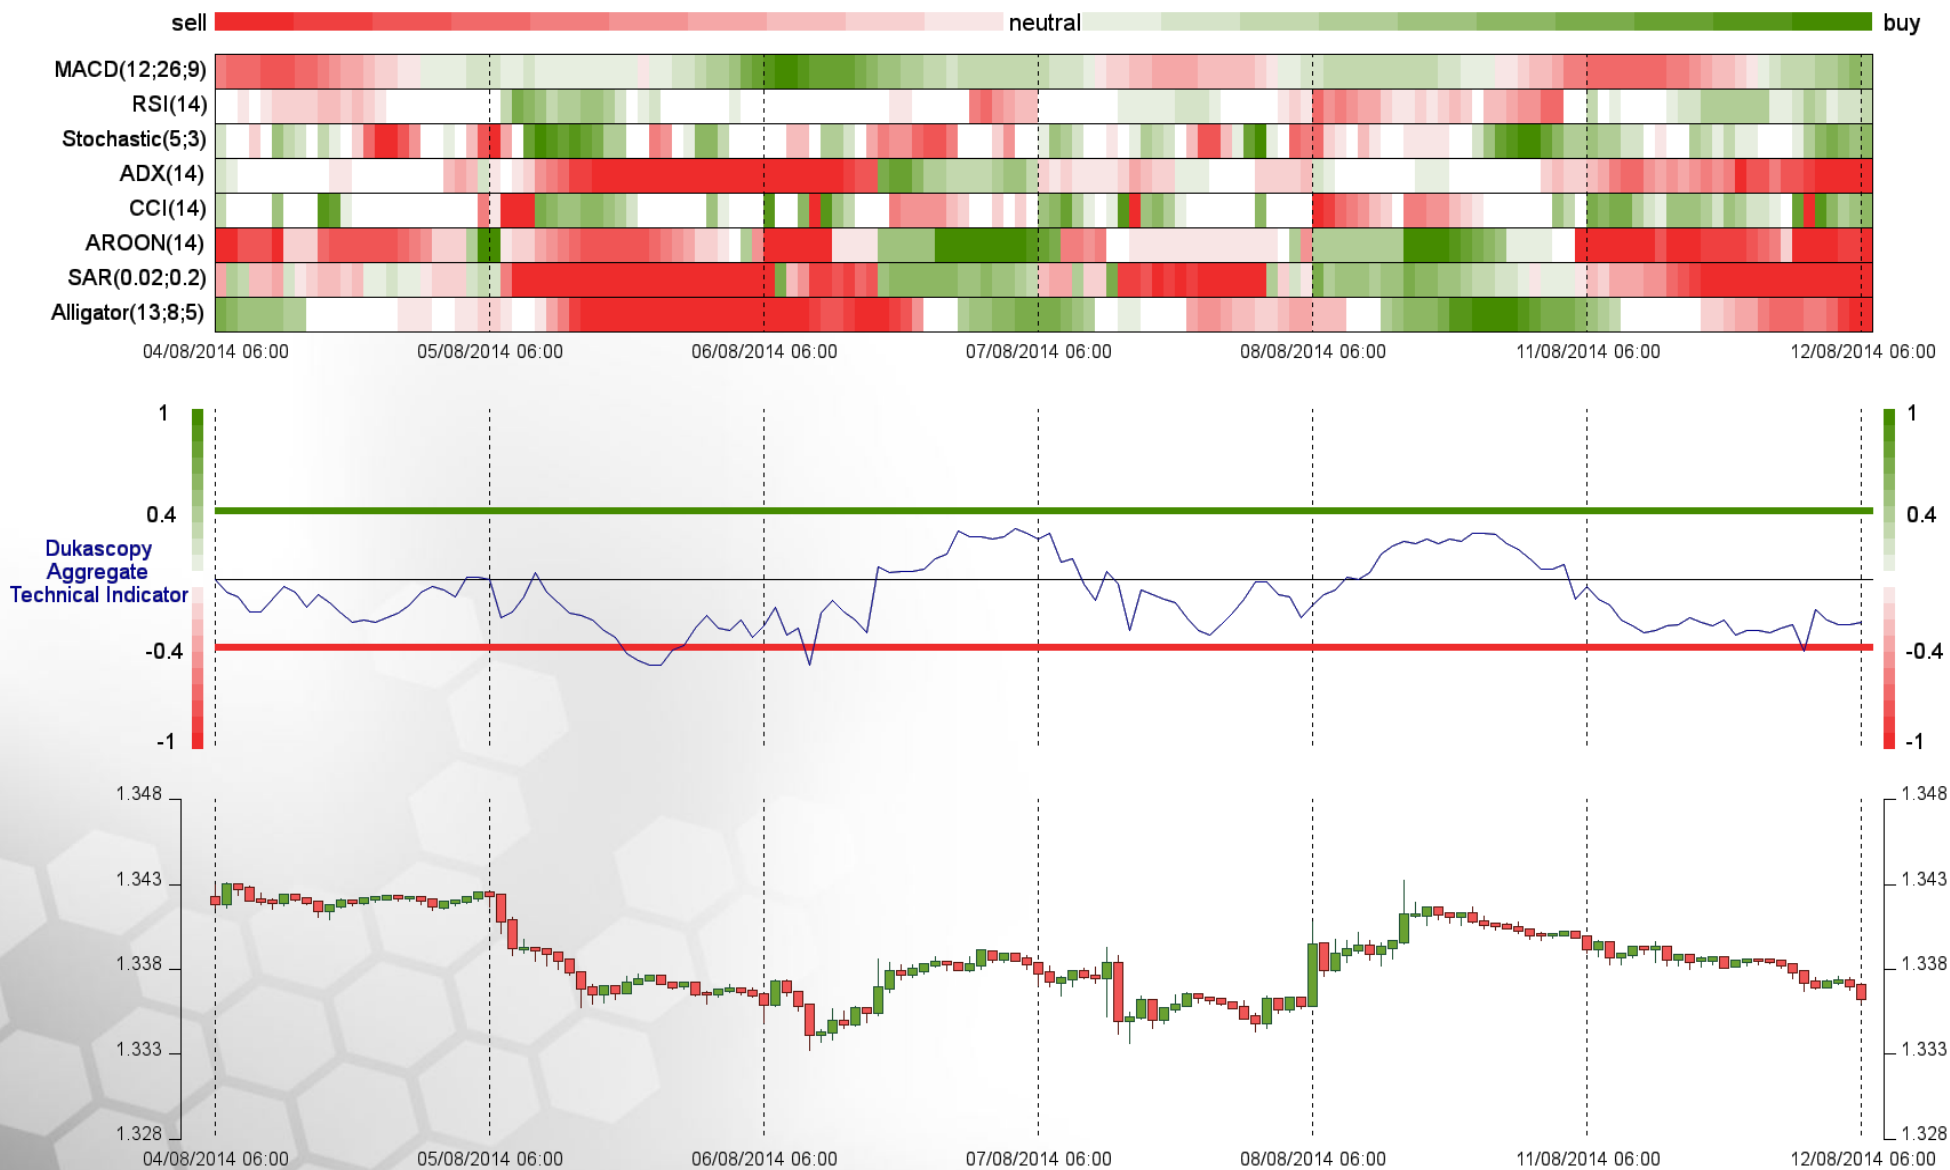 sell neutral buy
MACD(12;26;9)
RSI(14)
Stochastic(5;3)
ADX(14)
CCI(14)
AROON(14)
SAR(0.02;0.2)
Alligator(13;8;5)
04/08/2014 06:00 05/08/2014 06:00 06/08/2014 06:00 07/08/2014 06:00 08/08/2014 06:00 11/08/2014 06:00 12/08/2014 06:00
1 1
0.4 0.4
Dukascopy
Aggregate
Technical Indicator
-0.4 -0.4
-1 -1
1.348 1.348
1.343 1.343
1.338 1.338
1.333 1.333
1.328 1.328
04/08/2014 06:00 05/08/2014 06:00 06/08/2014 06:00 07/08/2014 06:00 08/08/2014 06:00 11/08/2014 06:00 12/08/2014 06:00